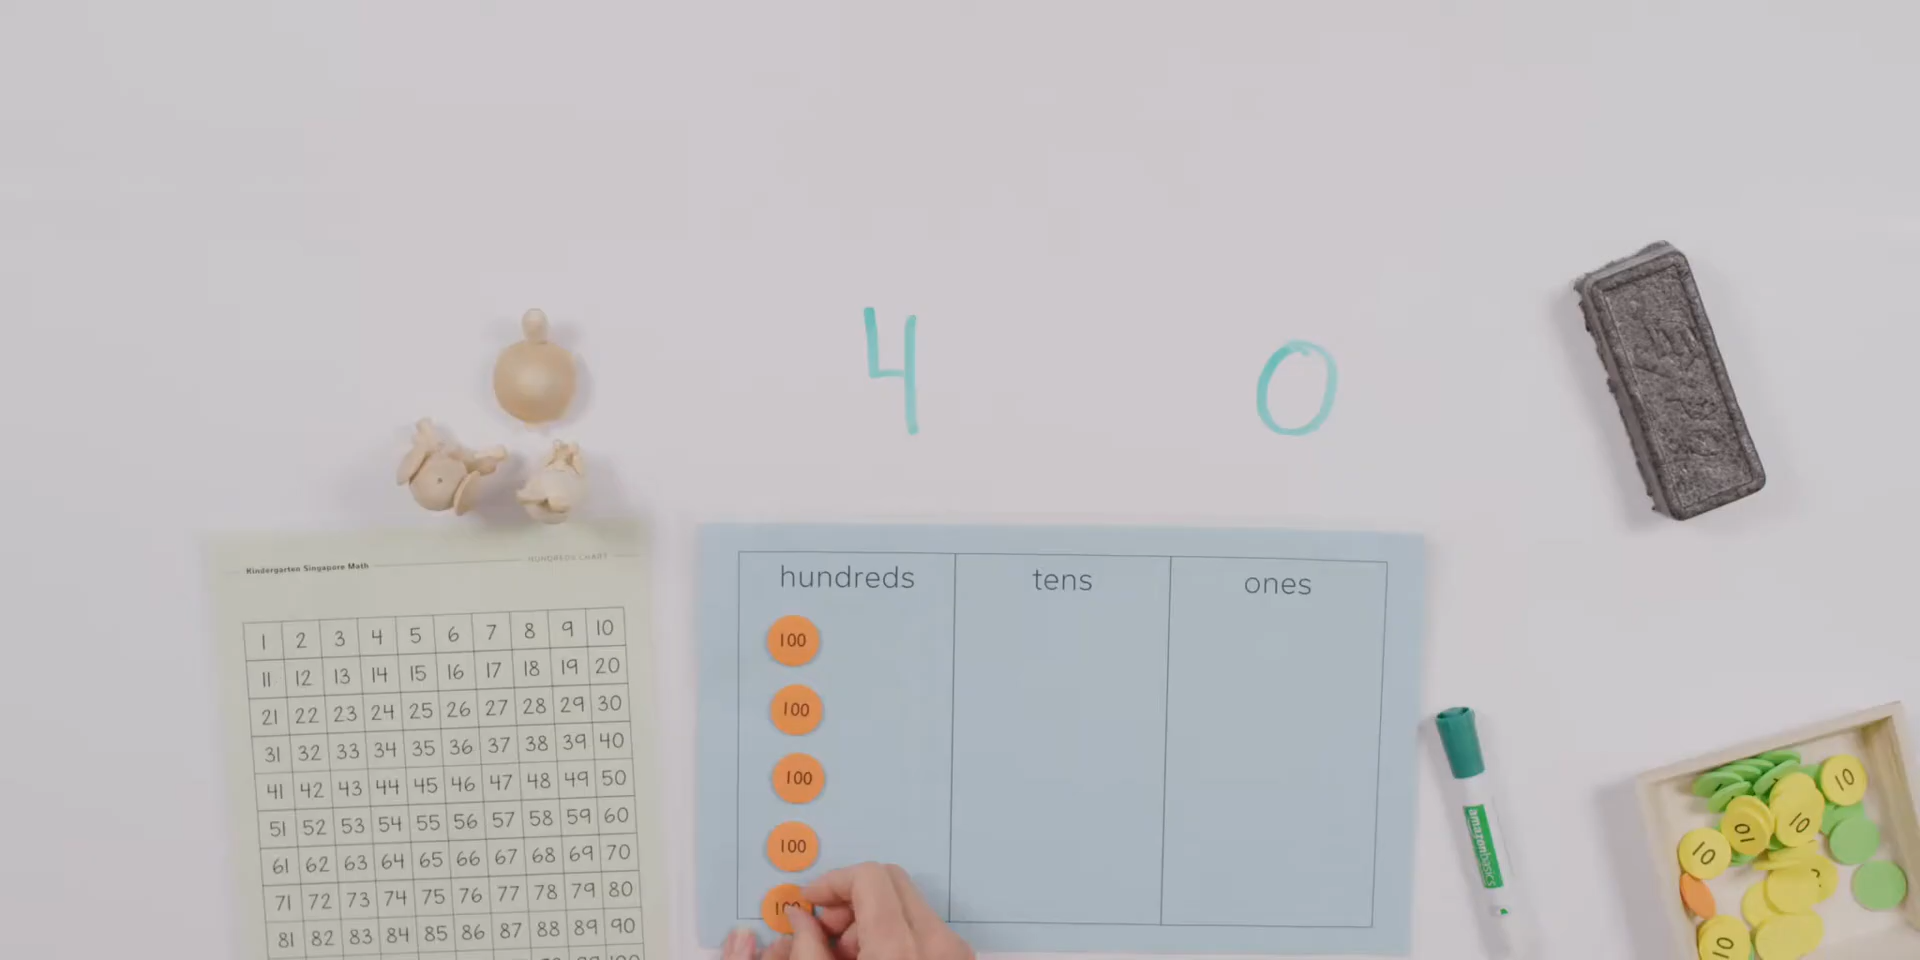 4 0
Kindergarten Singapore Math
HUNDREDS CHART
1 2 3 4 5 6 7 8 9 10
11 12 13 14 15 16 17 18 19 20
21 22 23 24 25 26 27 28 29 30
31 32 33 34 35 36 37 38 39 40
41 42 43 44 45 46 47 48 49 50
51 52 53 54 55 56 57 58 59 60
61 62 63 64 65 66 67 68 69 70
71 72 73 74 75 76 77 78 79 80
81 82 83 84 85 86 87 88 89 90
hundreds tens ones
100
100
100
100
100
amazonbasics
10
10
10
10
10